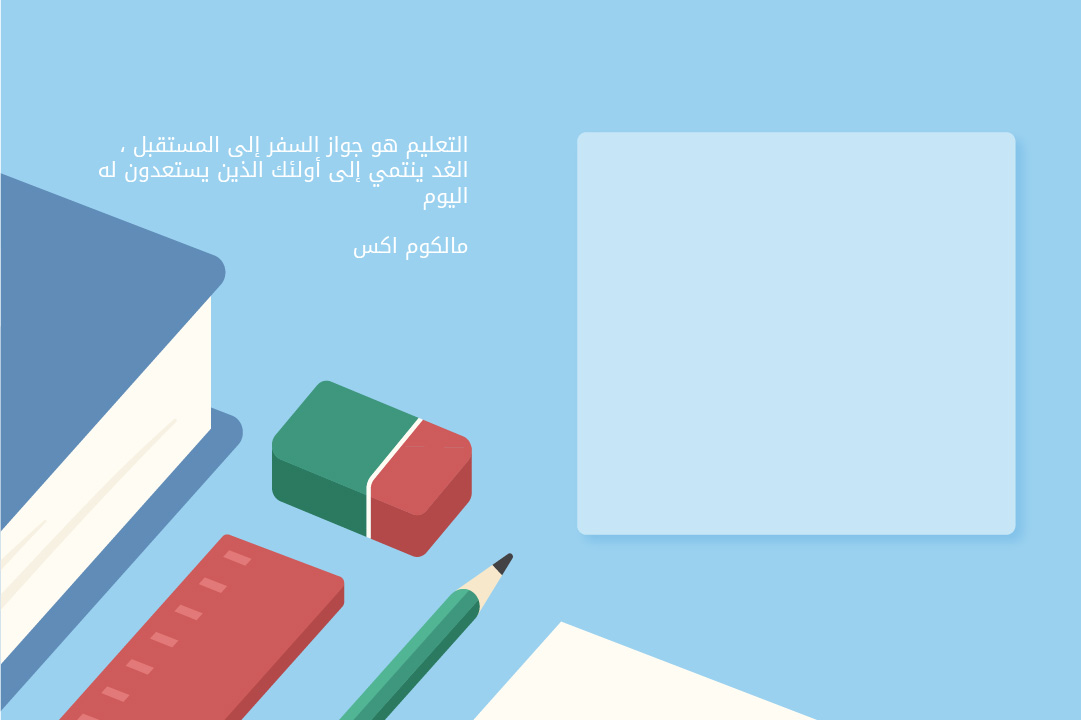 التعليم هو جواز السفر إلى المستقبل ،
الغد ينتمي إلى أولئك الذين يستعدون له
اليوم
مالكوم اكس